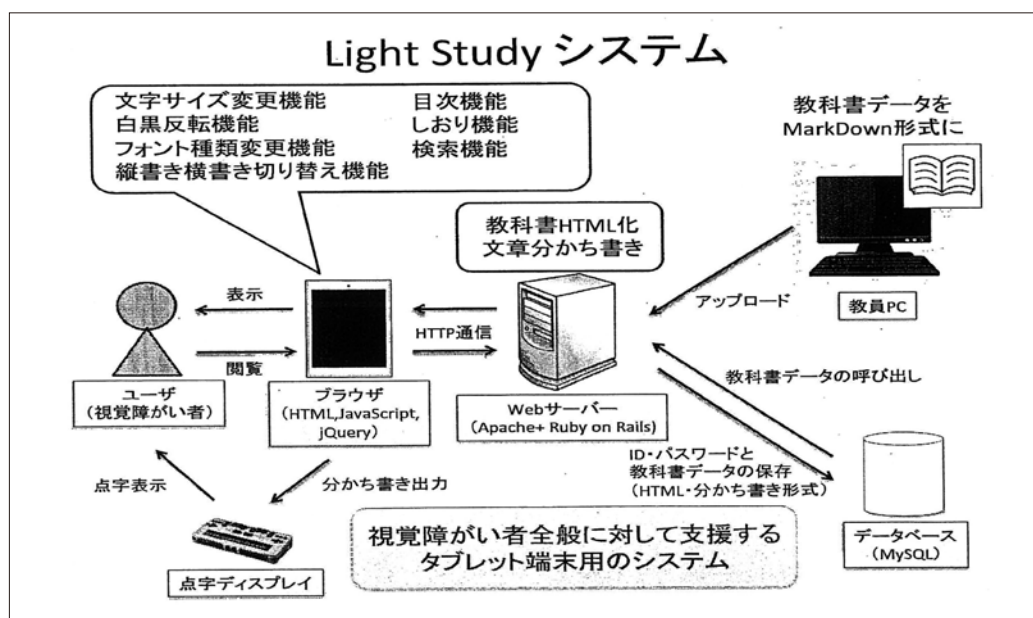 Light Study システム
文字サイズ変更機能
白黒反転機能
フォント種類変更機能
縦書き横書き切り替え機能
目次機能
しおり機能
検索機能
教科書データを
MarkDown形式に
教科書HTML化
文章分かち書き
表示
閲覧
HTTP通信
アップロード
教員PC
ユーザ
(視覚障がい者)
ブラウザ
(HTML,JavaScript,
jQuery)
Webサーバー
(Apache+ Ruby on Rails)
教科書データの呼び出し
ID・パスワードと
教科書データの保存
(HTML・分かち書き形式)
点字表示
分かち書き出力
点字ディスプレイ
視覚障がい者全般に対して支援する
タブレット端末用のシステム
データベース
(MySQL)